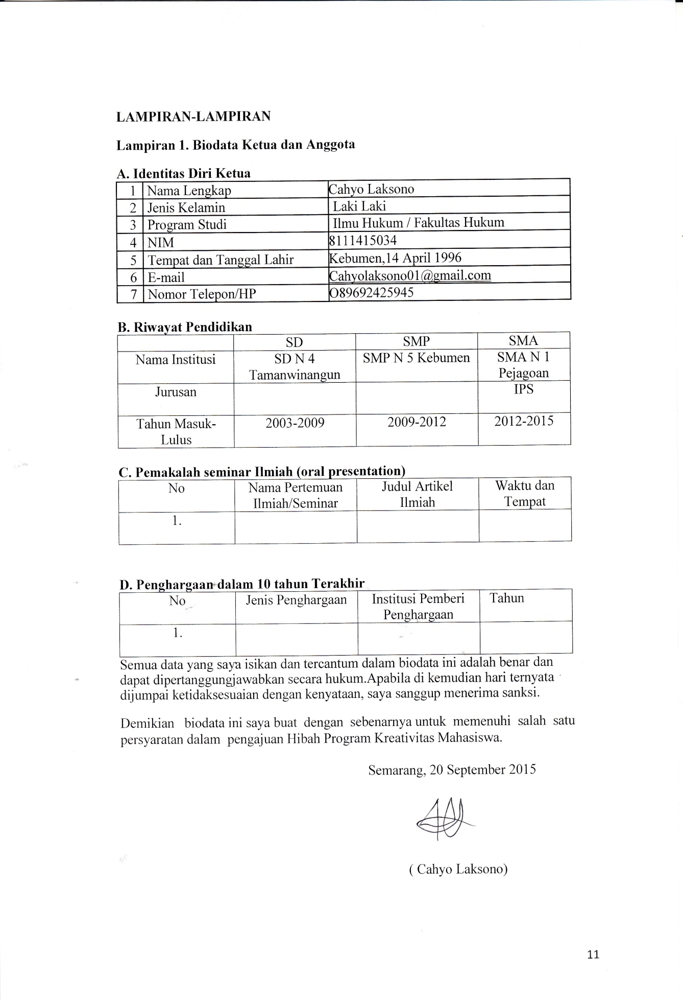 LAMPIRAN-LAMPIRAN
Lampiran 1. Biodata Ketua dan Anggota
A. Identitas Diri Ketua
1 Nama Lengkap Cahyo Laksono
2 Jenis Kelamin Laki Laki
3 Program Studi Ilmu Hukum / Fakultas Hukum
4 NIM 8111415034
5 Tempat dan Tanggal Lahir Kebumen,14 April 1996
6 E-mail Cahyolaksono01@gmail.com
7 Nomor Telepon/HP O89692425945
B. Riwayat Pendidikan
SD SMP SMA
Nama Institusi SD N 4 SMP N 5 Kebumen SMA N 1
Tamanwinangun Pejagoan
Jurusan IPS
Tahun Masuk- 2003-2009 2009-2012 2012-2015
Lulus
C. Pemakalah seminar Ilmiah (oral presentation)
No Nama Pertemuan Judul Artikel Waktu dan
Ilmiah/Seminar Ilmiah Tempat
1.
D. Penghargaan dalam 10 tahun Terakhir
No Jenis Penghargaan Institusi Pemberi Tahun
Penghargaan
1.
Semua data yang saya isikan dan tercantum dalam biodata ini adalah benar dan
dapat dipertanggungjawabkan secara hukum.Apabila di kemudian hari ternyata
dijumpai ketidaksesuaian dengan kenyataan, saya sanggup menerima sanksi.
Demikian biodata ini saya buat dengan sebenarnya untuk memenuhi salah satu
persyaratan dalam pengajuan Hibah Program Kreativitas Mahasiswa.
Semarang, 20 September 2015
( Cahyo Laksono)
11